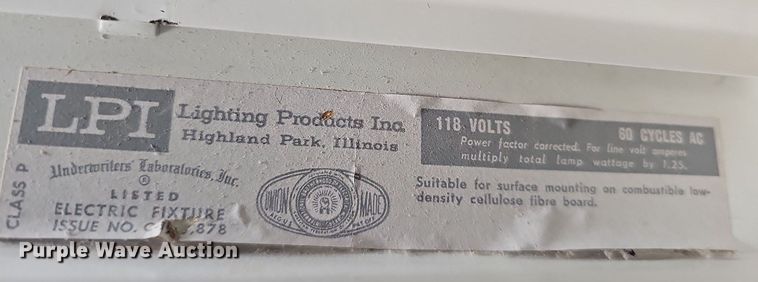 LPI
Lighting Products Inc.
Highland Park, Illinois
CLASS P
Underwriters' Laboratories, Inc.
®
LISTED
ELECTRIC FIXTURE
ISSUE NO. 878
UNION MADE
118 VOLTS 60 CYCLES AC
Power factor corrected. For line volt amperes
multiply total lamp wattage by 1.25.
Suitable for surface mounting on combustible low-
density cellulose fibre board.
Purple Wave Auction